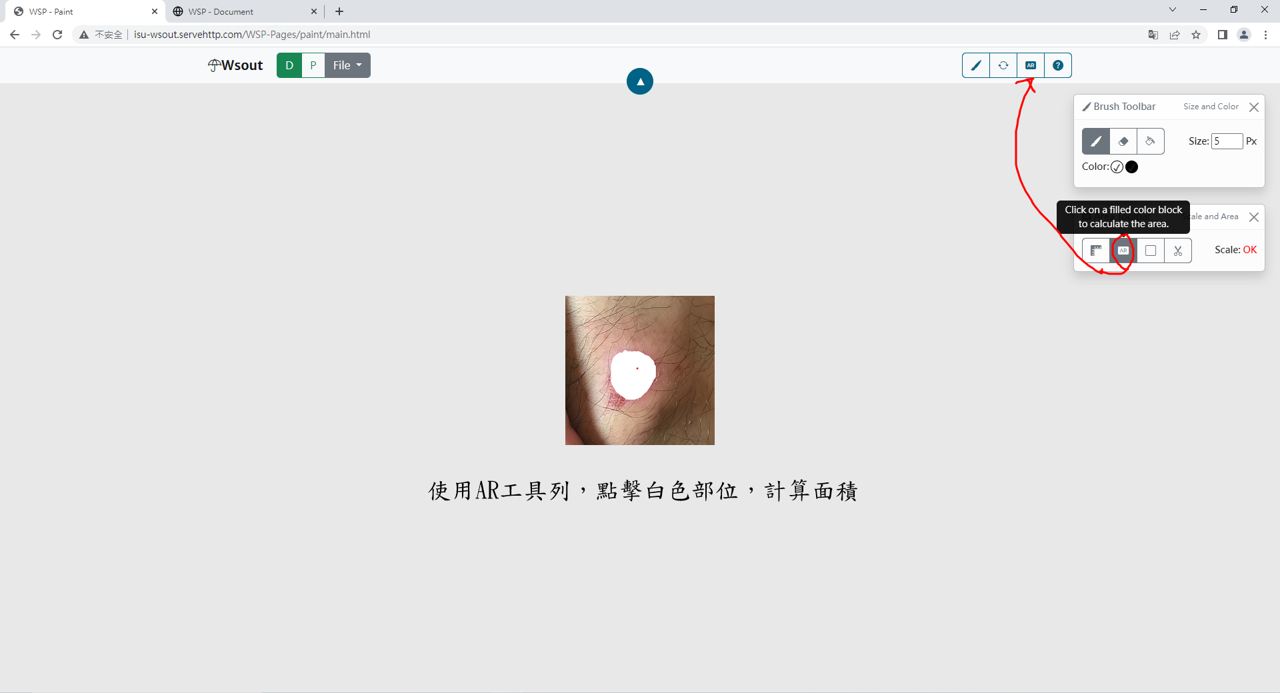 WSP - Paint
WSP - Document
不安全
isu-wsout.servehttp.com/WSP-Pages/paint/main.html
Wsout
D
P
File
AR
?
Brush Toolbar
Size and Color
Size: 5 Px
Color:
Click on a filled color block
to calculate the area.
ale and Area
AR
Scale: OK
使用AR工具列，點擊白色部位，計算面積